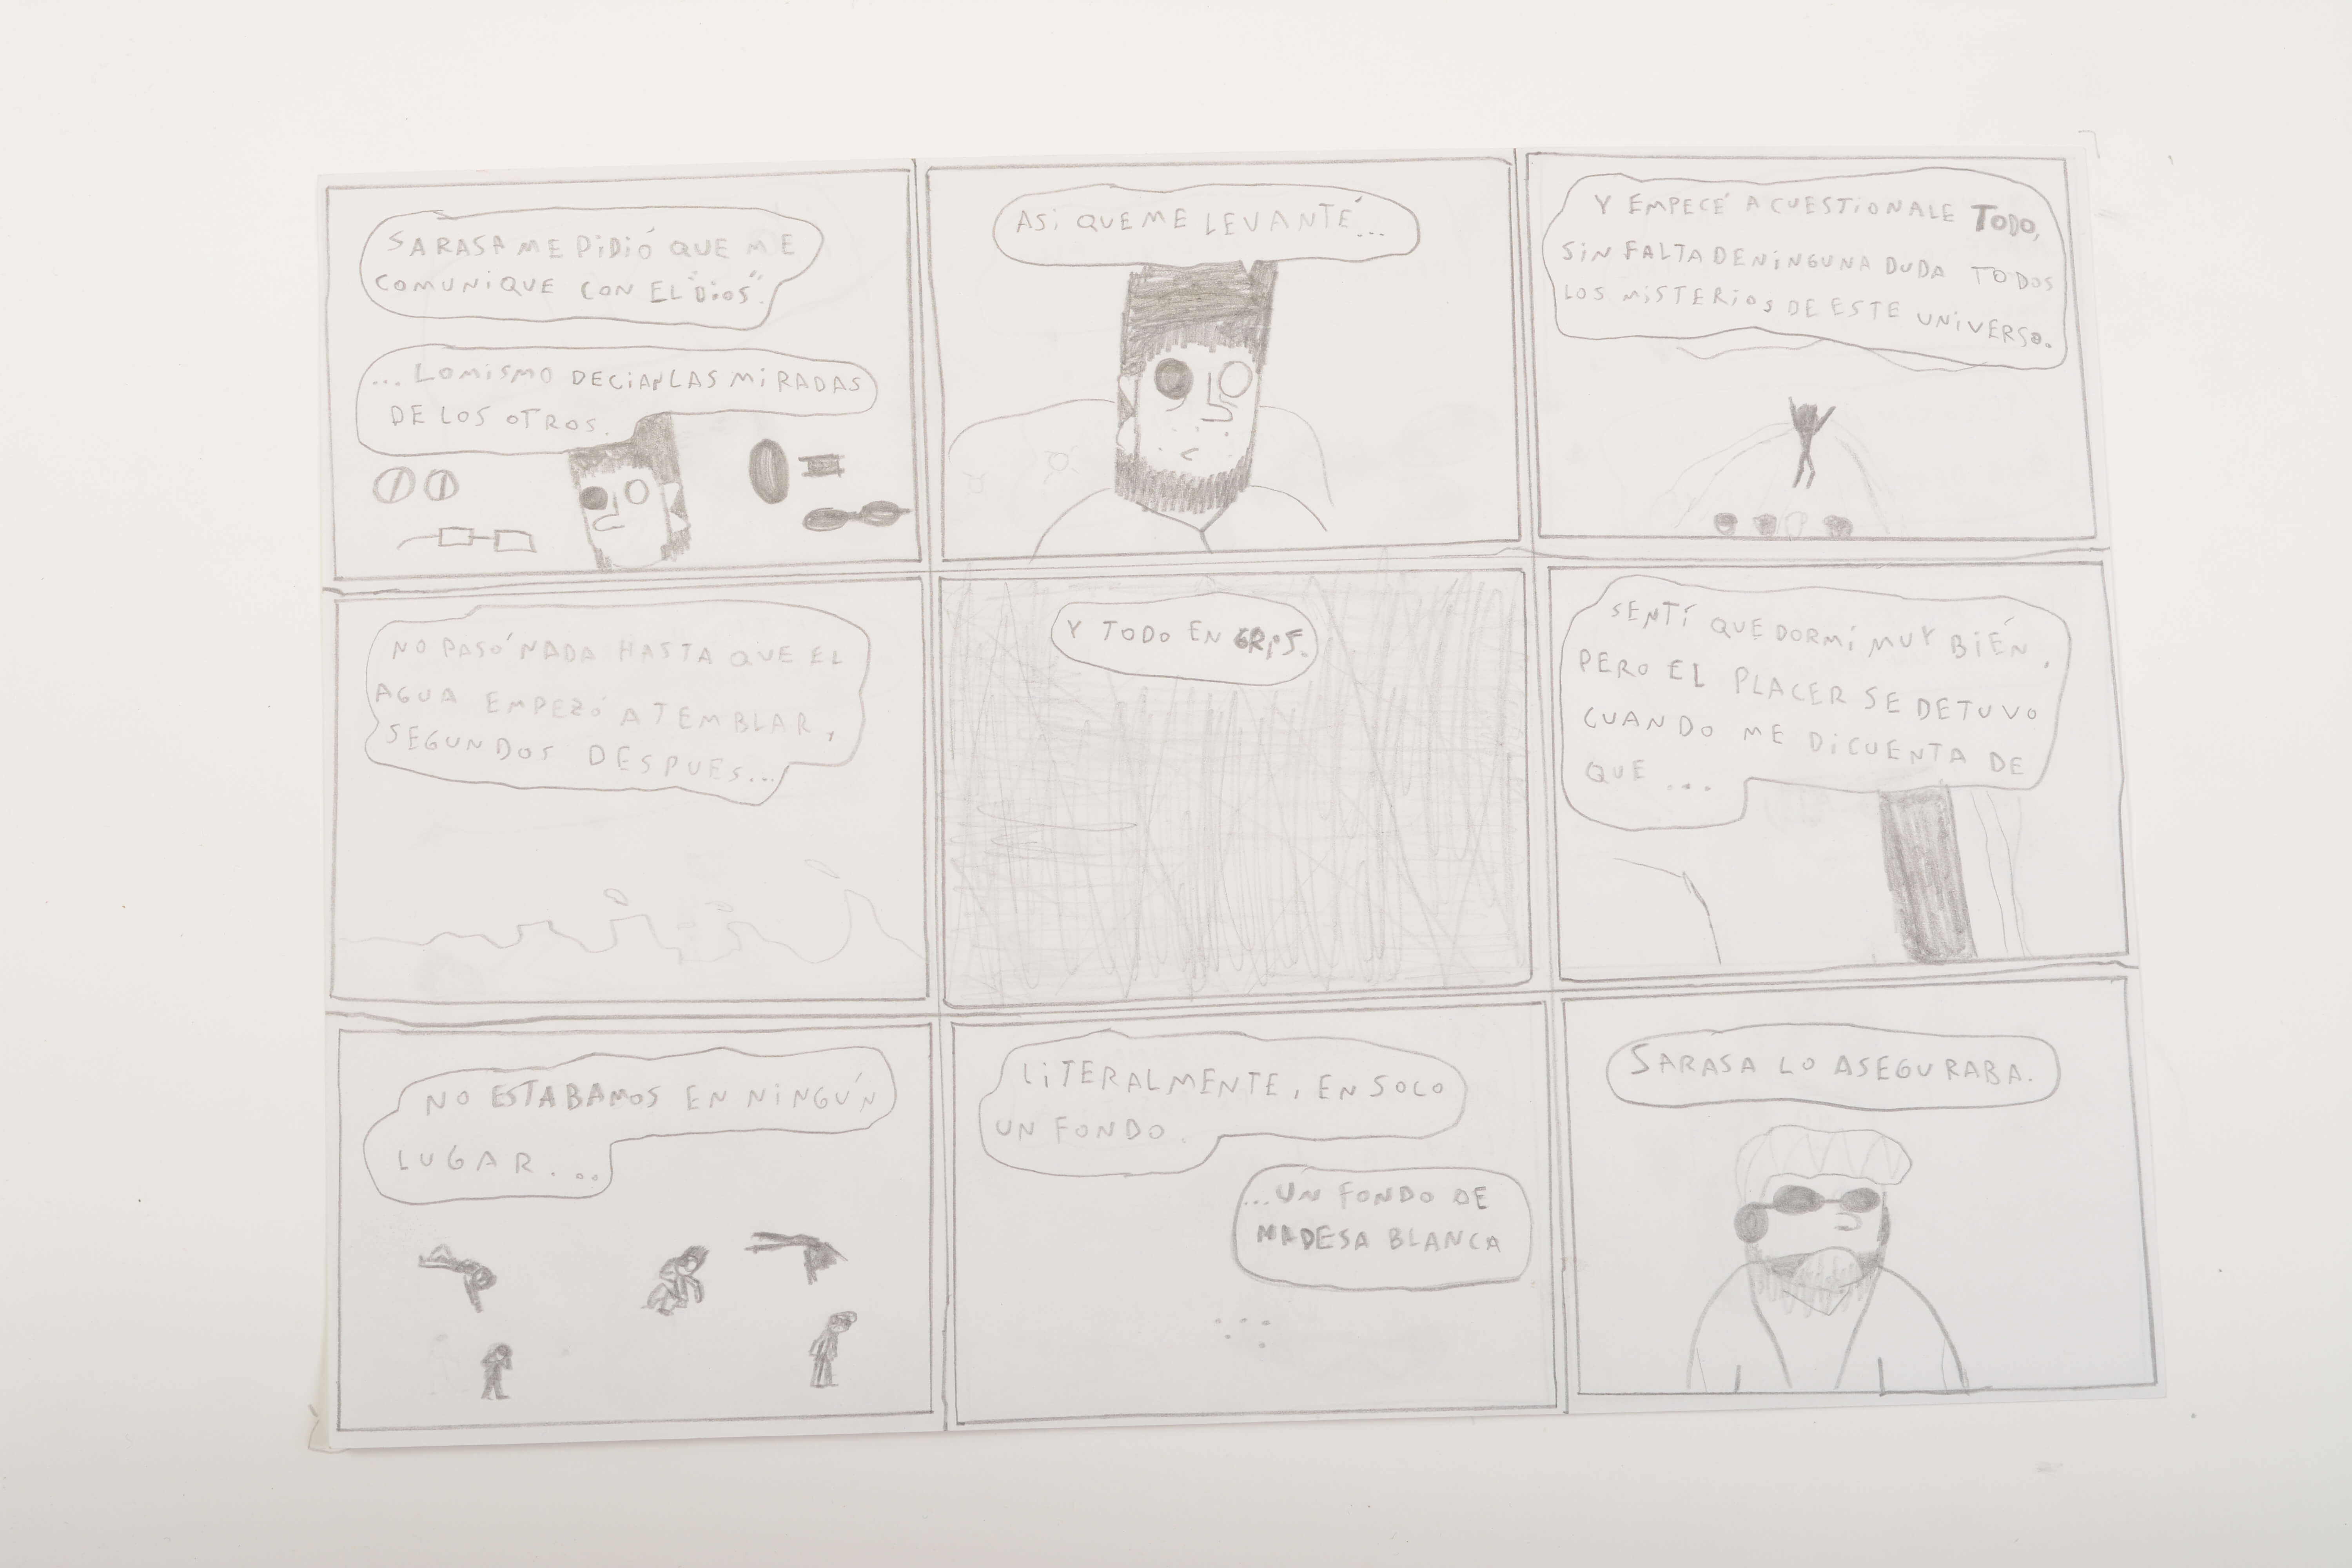 SARASA ME PIDIÓ QUE ME
COMUNIQUE CON EL "DIOS".
... LO MISMO DECIAN LAS MIRADAS
DE LOS OTROS.
ASI QUE ME LEVANTÉ...
Y EMPECÉ A CUESTIONALE TODO,
SIN FALTA DE NINGUNA DUDA TODOS
LOS MISTERIOS DE ESTE UNIVERSO.
NO PASÓ NADA HASTA QUE EL
AGUA EMPEZÓ A TEMBLAR,
SEGUNDOS DESPUES...
Y TODO EN GRIS.
SENTÍ QUE DORMI MUY BIÉN,
PERO EL PLACER SE DETUVO
CUANDO ME DI CUENTA DE
QUE ...
NO ESTABAMOS EN NINGÚN
LUGAR...
LITERALMENTE, EN SOLO
UN FONDO.
...UN FONDO DE
MADESA BLANCA
SARASA LO ASEGURABA.